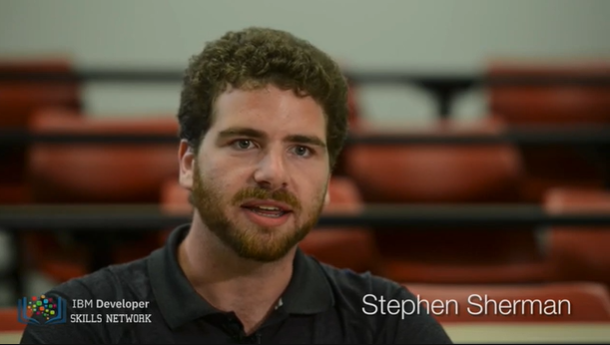 IBM Developer
SKILLS NETWORK
Stephen Sherman